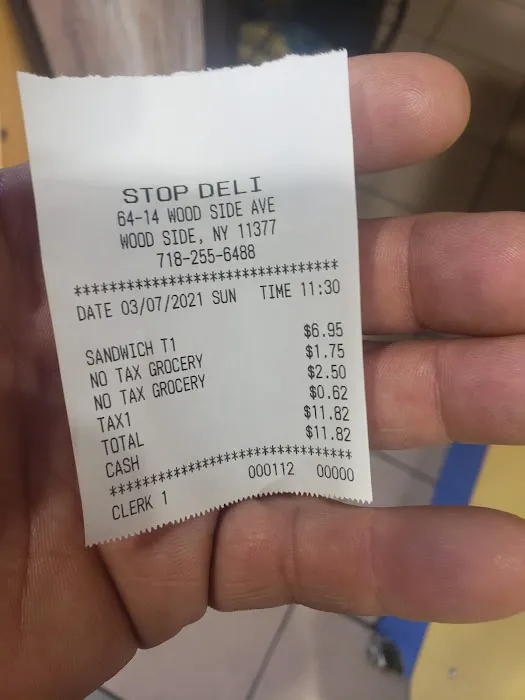 STOP DELI
64-14 WOOD SIDE AVE
WOOD SIDE, NY 11377
718-255-6488
********************************
DATE 03/07/2021 SUN TIME 11:30
SANDWICH T1 $6.95
NO TAX GROCERY $1.75
NO TAX GROCERY $2.50
TAX1 $0.62
TOTAL $11.82
CASH $11.82
********************************
CLERK 1 000112 00000